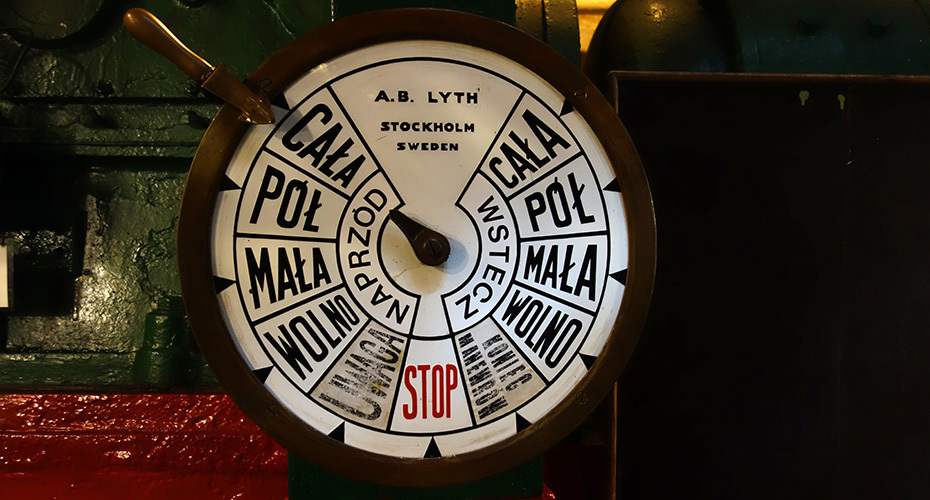 A.B. LYTH
STOCKHOLM
SWEDEN
CAŁA
PÓŁ
MAŁA
WOLNO
UWAGA
STOP
WOLNO
MAŁA
PÓŁ
CAŁA
NAPRZÓD
WSTECZ